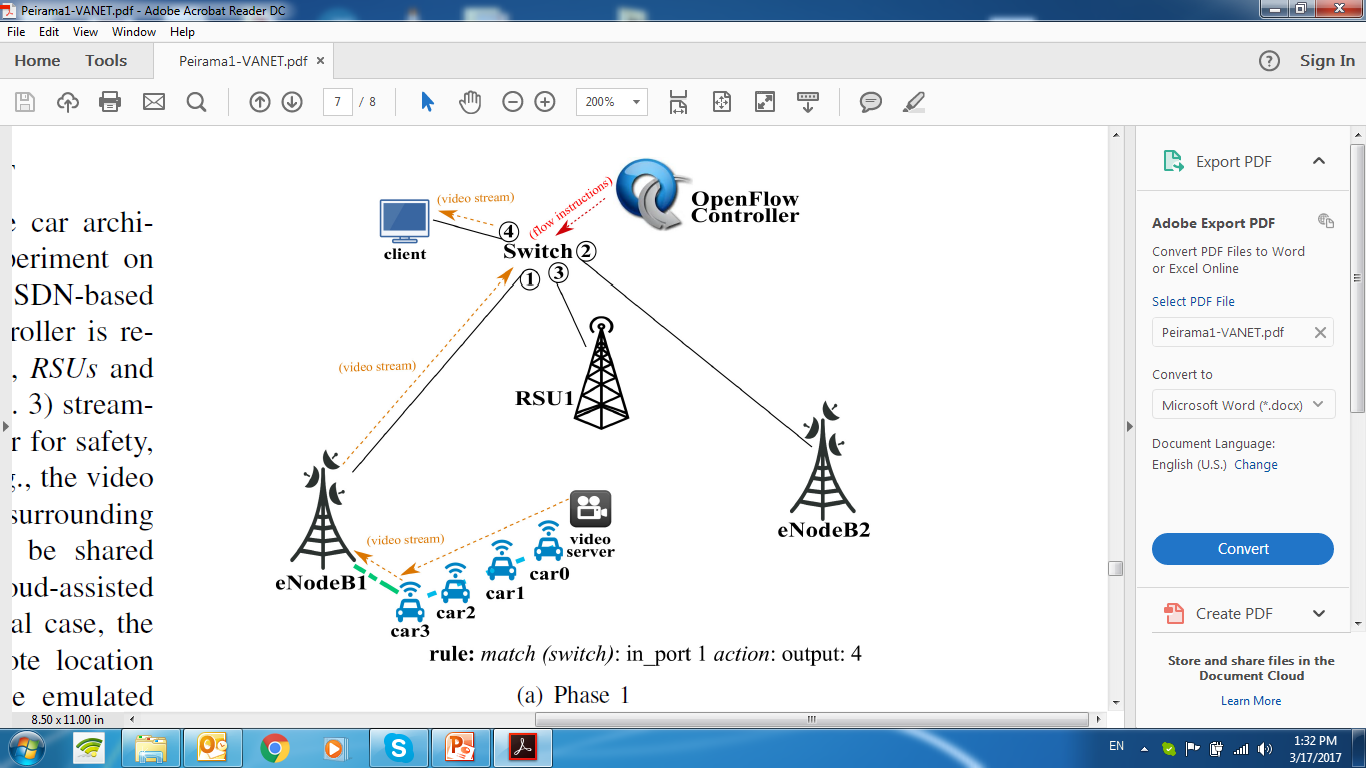 Peirama1-VANET.pdf - Adobe Acrobat Reader DC
File Edit View Window Help
Home Tools Peirama1-VANET.pdf × Sign In
7 / 8 200%
e car archi-
periment on
SDN-based
roller is re-
, RSUs and
. 3) stream-
r for safety,
g., the video
surrounding
be shared
oud-assisted
al case, the
ote location
e emulated
(video stream)
(flow instructions)
OpenFlow
Controller
client
4
Switch 2
1 3
(video stream)
RSU1
eNodeB1
eNodeB2
(video stream)
video
server
car0
car1
car2
car3
rule: match (switch): in_port 1 action: output: 4
(a) Phase 1
8.50 x 11.00 in
Export PDF
Adobe Export PDF
Convert PDF Files to Word
or Excel Online
Select PDF File
Peirama1-VANET.pdf
Convert to
Microsoft Word (*.docx)
Document Language:
English (U.S.) Change
Convert
Create PDF
Store and share files in the
Document Cloud
Learn More
EN
1:32 PM
3/17/2017